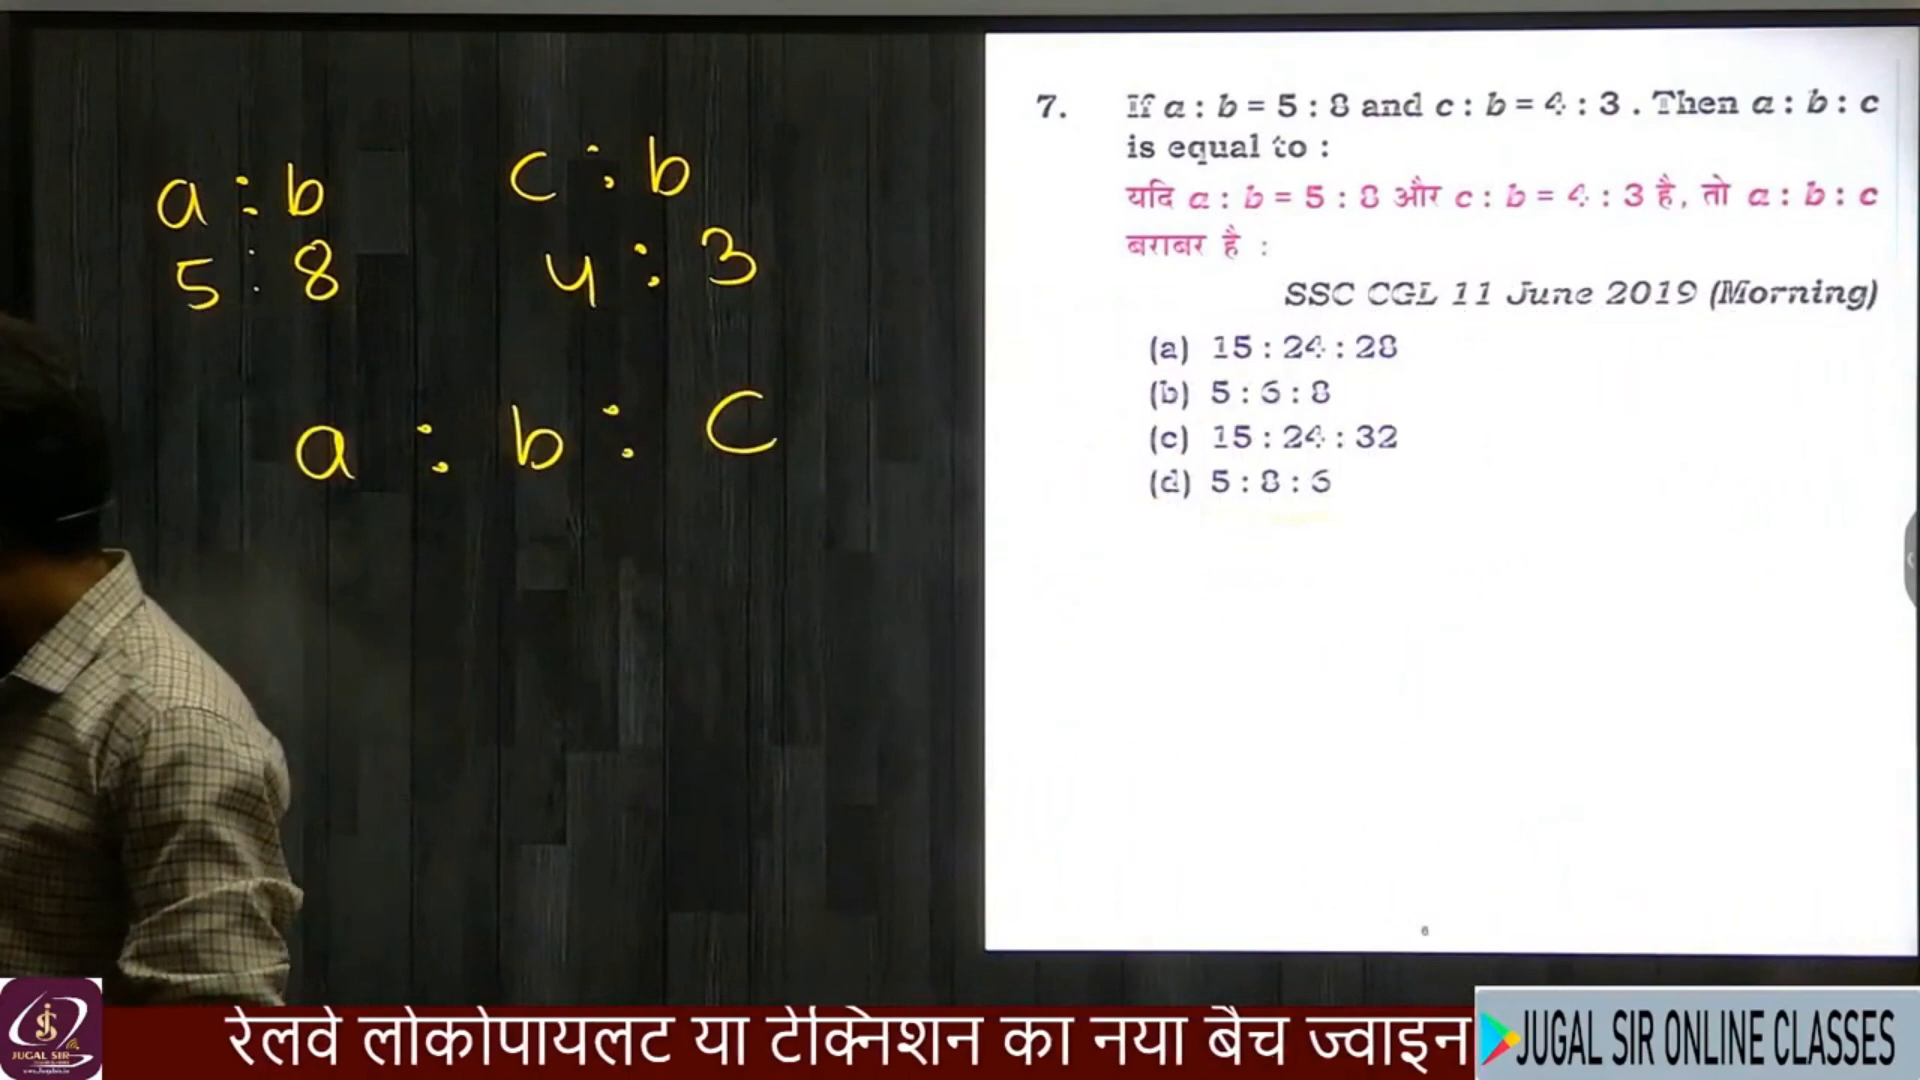 a : b
c : b
5 : 8
4 : 3
a : b : c
7. If a : b = 5 : 8 and c : b = 4 : 3 . Then a : b : c
is equal to :
यदि a : b = 5 : 8 और c : b = 4 : 3 है, तो a : b : c
बराबर है :
SSC CGL 11 June 2019 (Morning)
(a) 15 : 24 : 28
(b) 5 : 6 : 8
(c) 15 : 24 : 32
(d) 5 : 8 : 6
6
JUGAL SIR
रेलवे लोकोपायलट या टेक्निशन का नया बैच ज्वाइन
JUGAL SIR ONLINE CLASSES